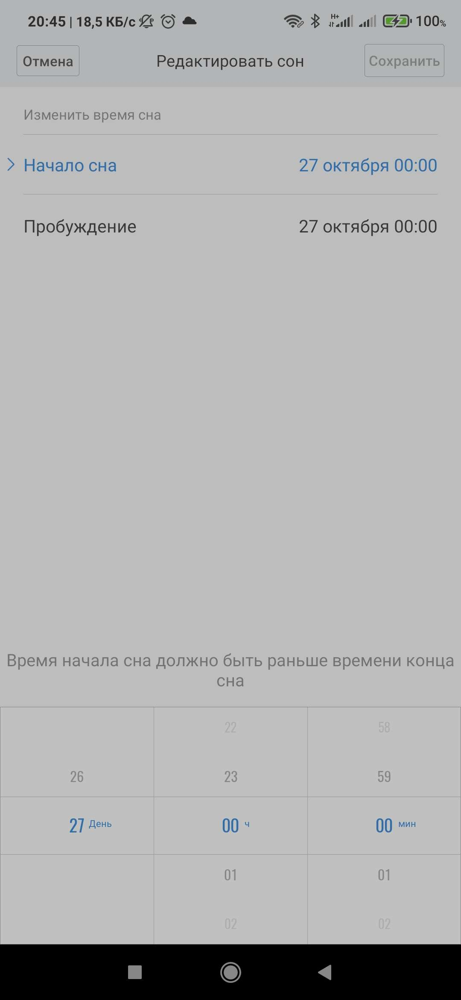 20:45 | 18,5 КБ/с H+ 100%
Отмена Редактировать сон Сохранить
Изменить время сна
Начало сна 27 октября 00:00
Пробуждение 27 октября 00:00
Время начала сна должно быть раньше времени конца
сна
22 58
26 23 59
27 День 00 ч 00 мин
01 01
02 02